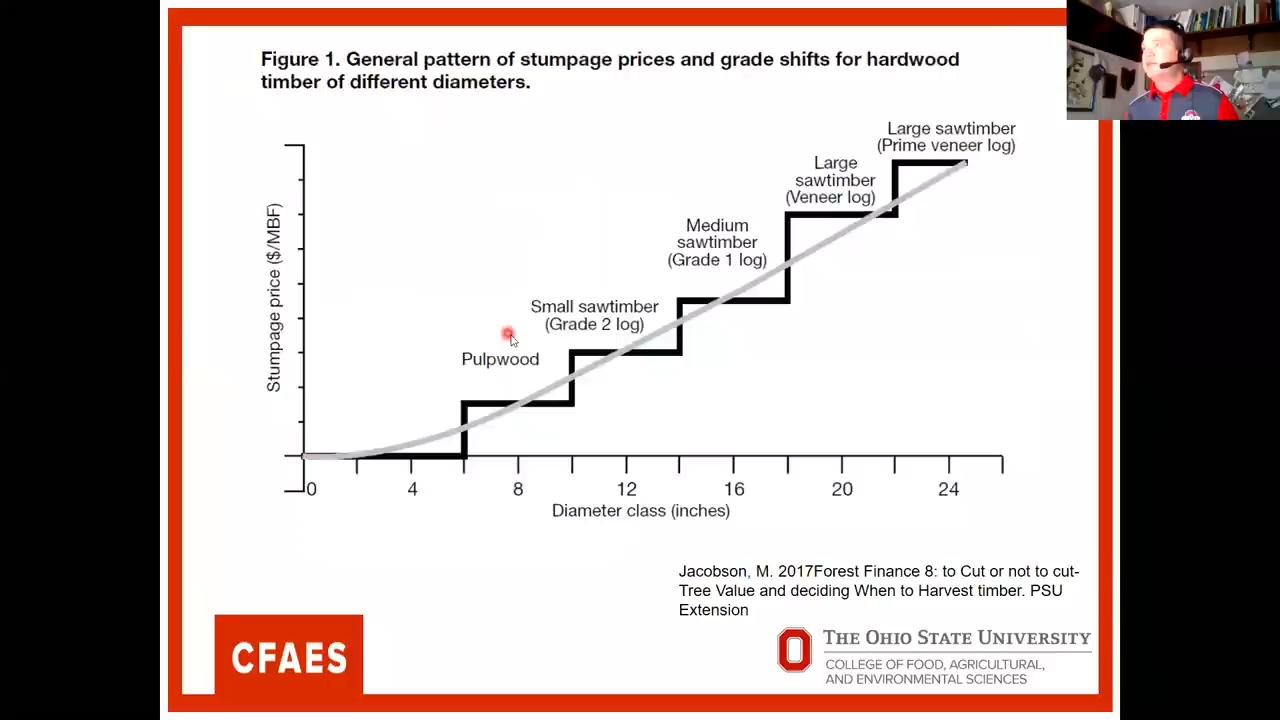 Figure 1. General pattern of stumpage prices and grade shifts for hardwood
timber of different diameters.
Large sawtimber
(Prime veneer log)
Large
sawtimber
(Veneer log)
Medium
sawtimber
(Grade 1 log)
Small sawtimber
(Grade 2 log)
Pulpwood
Stumpage price ($/MBF)
0 4 8 12 16 20 24
Diameter class (inches)
Jacobson, M. 2017Forest Finance 8: to Cut or not to cut-
Tree Value and deciding When to Harvest timber. PSU
Extension
CFAES
THE OHIO STATE UNIVERSITY
COLLEGE OF FOOD, AGRICULTURAL,
AND ENVIRONMENTAL SCIENCES